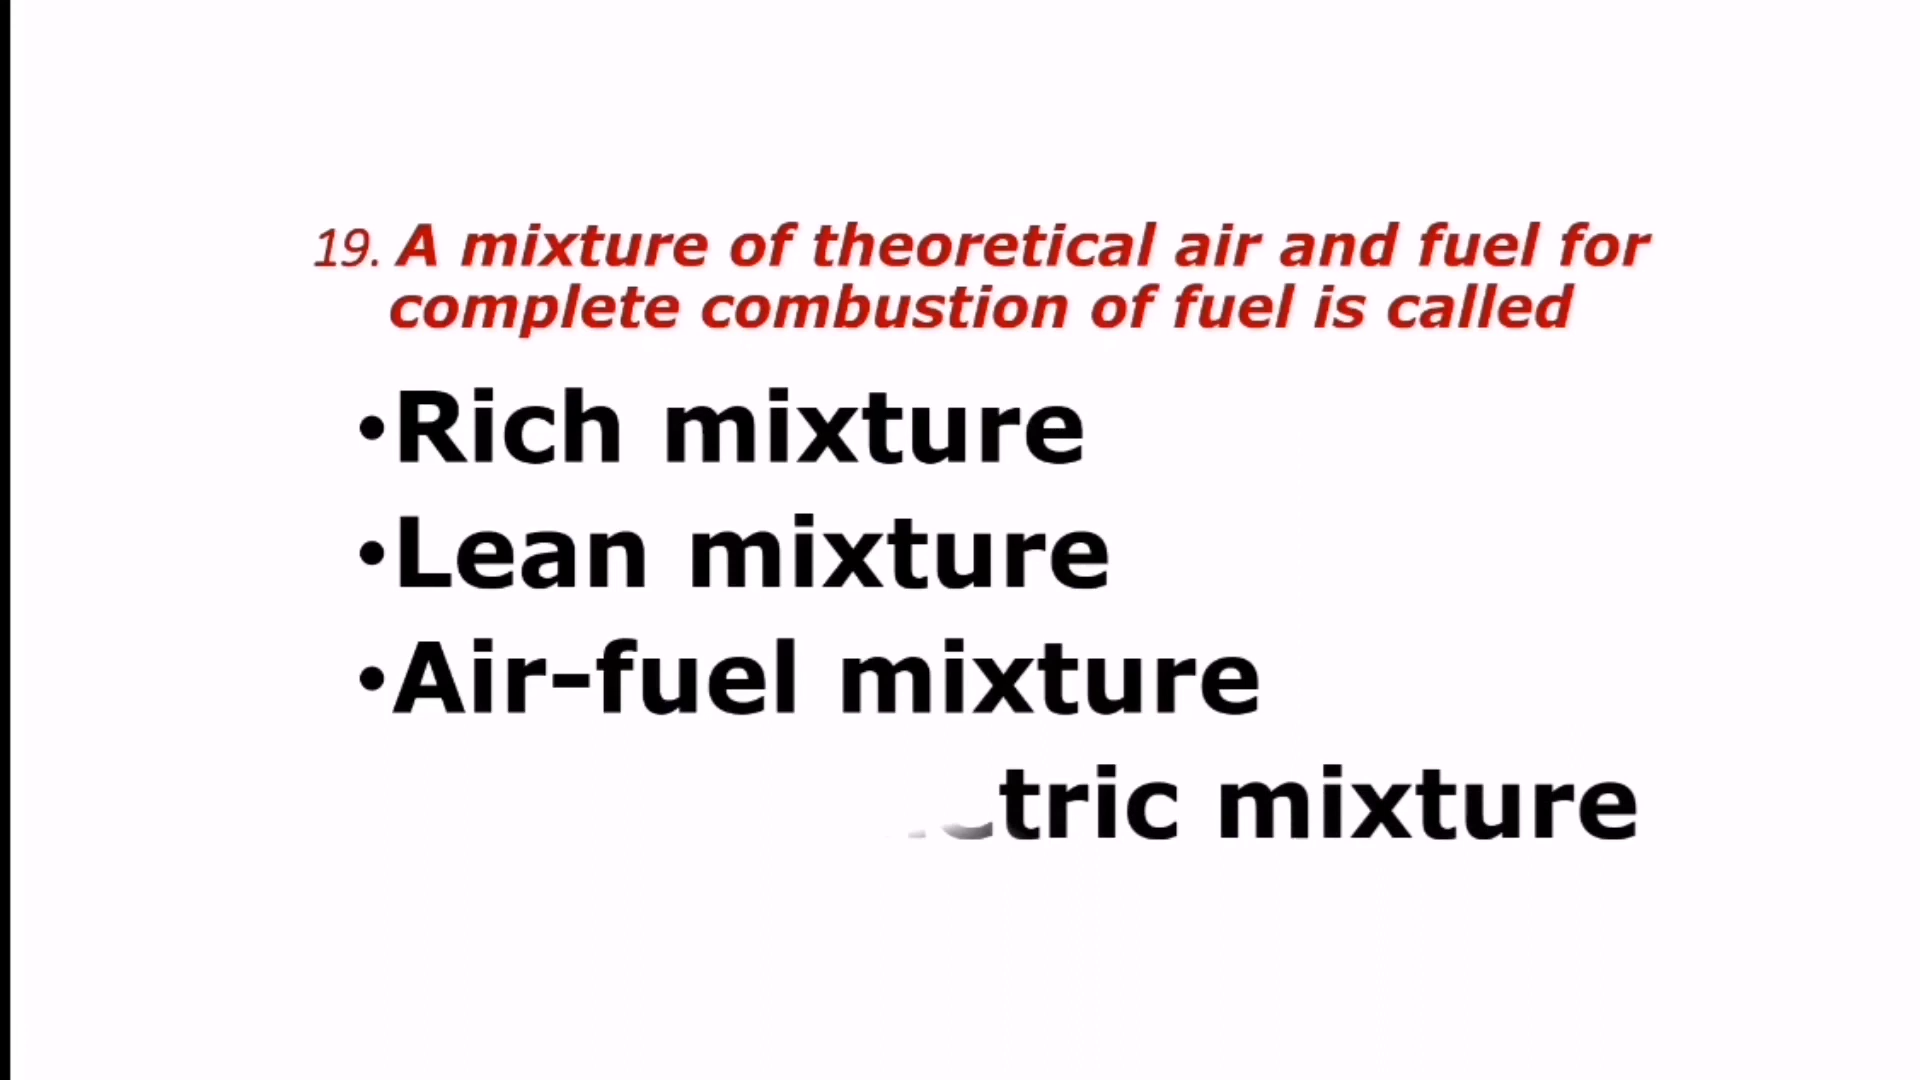 19. A mixture of theoretical air and fuel for
complete combustion of fuel is called
•Rich mixture
•Lean mixture
•Air-fuel mixture
mixture